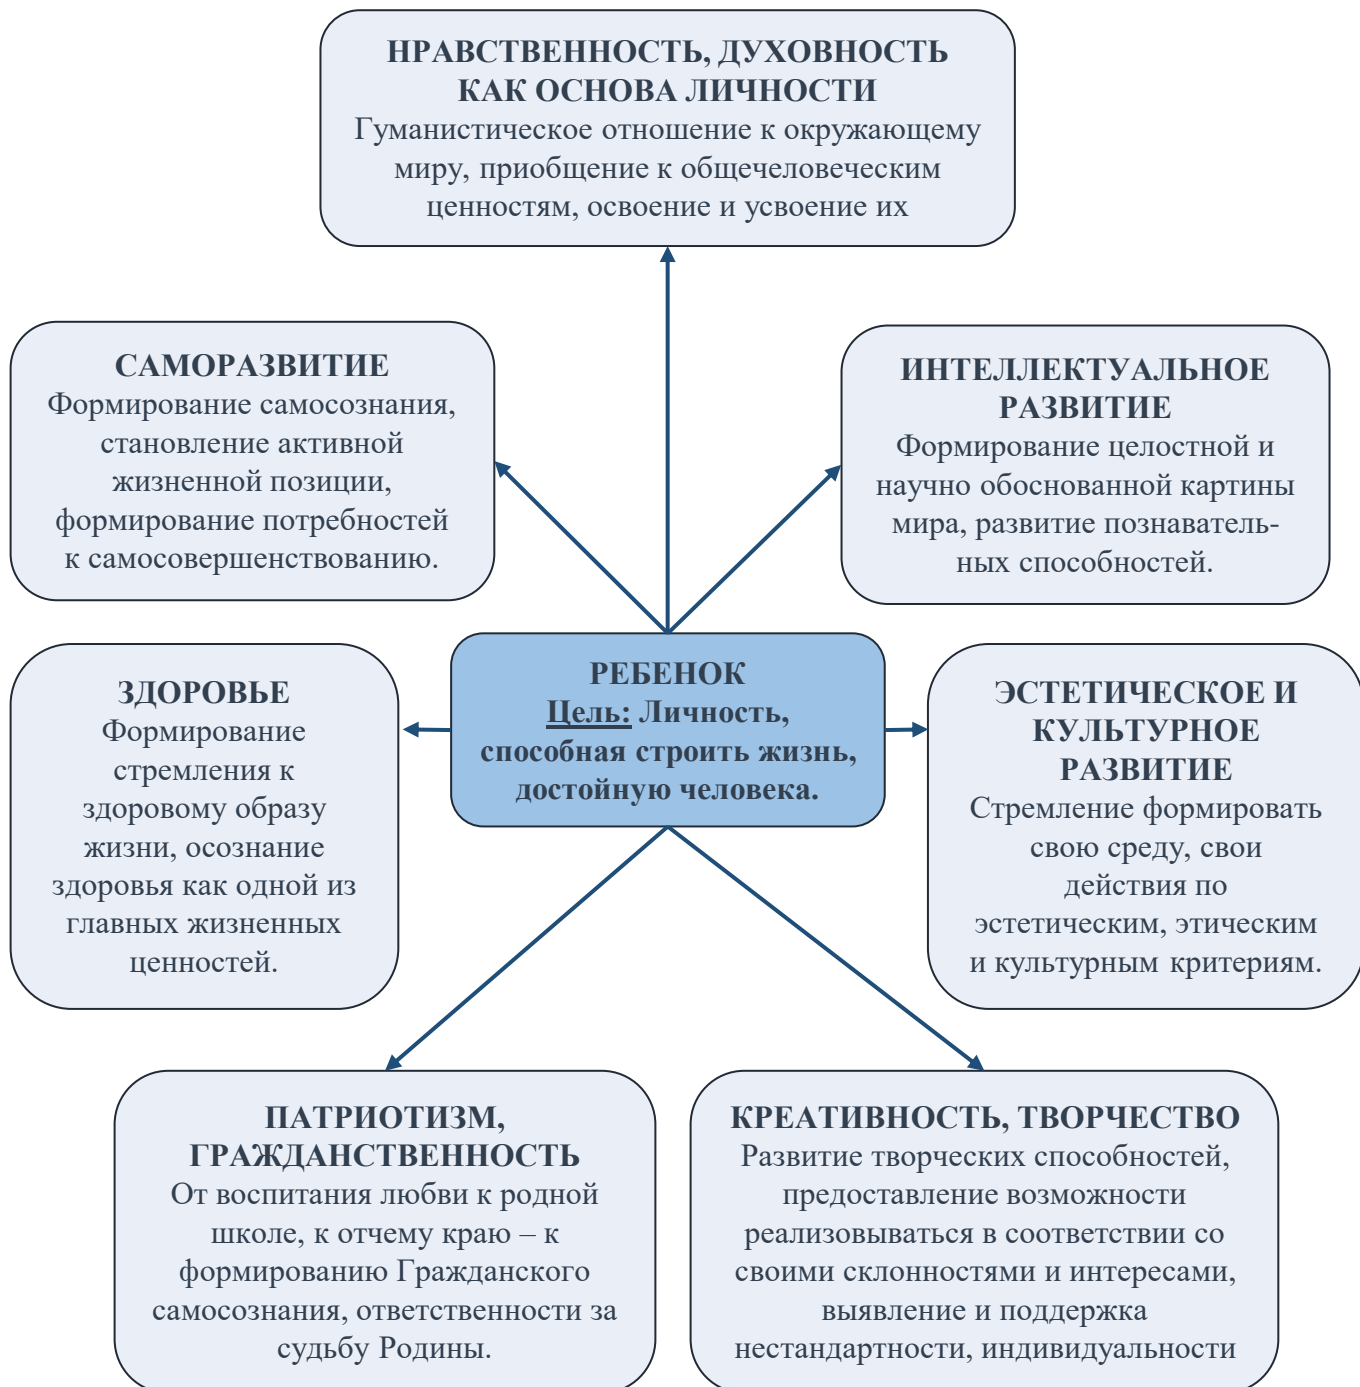 НРАВСТВЕННОСТЬ, ДУХОВНОСТЬ
КАК ОСНОВА ЛИЧНОСТИ
Гуманистическое отношение к окружающему
миру, приобщение к общечеловеческим
ценностям, освоение и усвоение их
САМОРАЗВИТИЕ
Формирование самосознания,
становление активной
жизненной позиции,
формирование потребностей
к самосовершенствованию.
ИНТЕЛЛЕКТУАЛЬНОЕ
РАЗВИТИЕ
Формирование целостной и
научно обоснованной картины
мира, развитие познаватель-
ных способностей.
ЗДОРОВЬЕ
Формирование
стремления к
здоровому образу
жизни, осознание
здоровья как одной из
главных жизненных
ценностей.
РЕБЕНОК
Цель: Личность,
способная строить жизнь,
достойную человека.
ЭСТЕТИЧЕСКОЕ И
КУЛЬТУРНОЕ
РАЗВИТИЕ
Стремление формировать
свою среду, свои
действия по
эстетическим, этическим
и культурным критериям.
ПАТРИОТИЗМ,
ГРАЖДАНСТВЕННОСТЬ
От воспитания любви к родной
школе, к отчему краю – к
формированию Гражданского
самосознания, ответственности за
судьбу Родины.
КРЕАТИВНОСТЬ, ТВОРЧЕСТВО
Развитие творческих способностей,
предоставление возможности
реализовываться в соответствии со
своими склонностями и интересами,
выявление и поддержка
нестандартности, индивидуальности